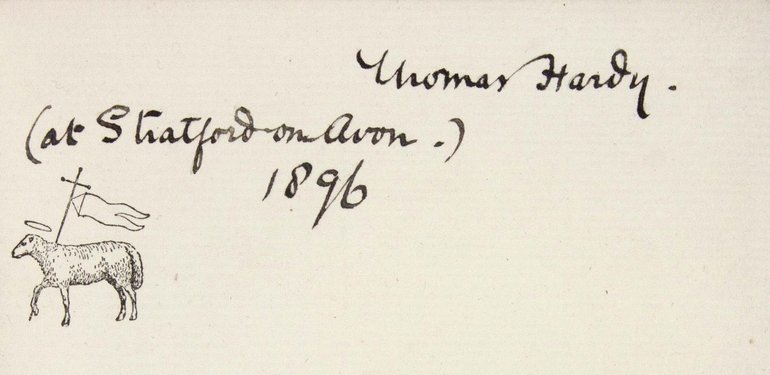 Thomas Hardy.
(at Stratford-on-Avon.)
1896